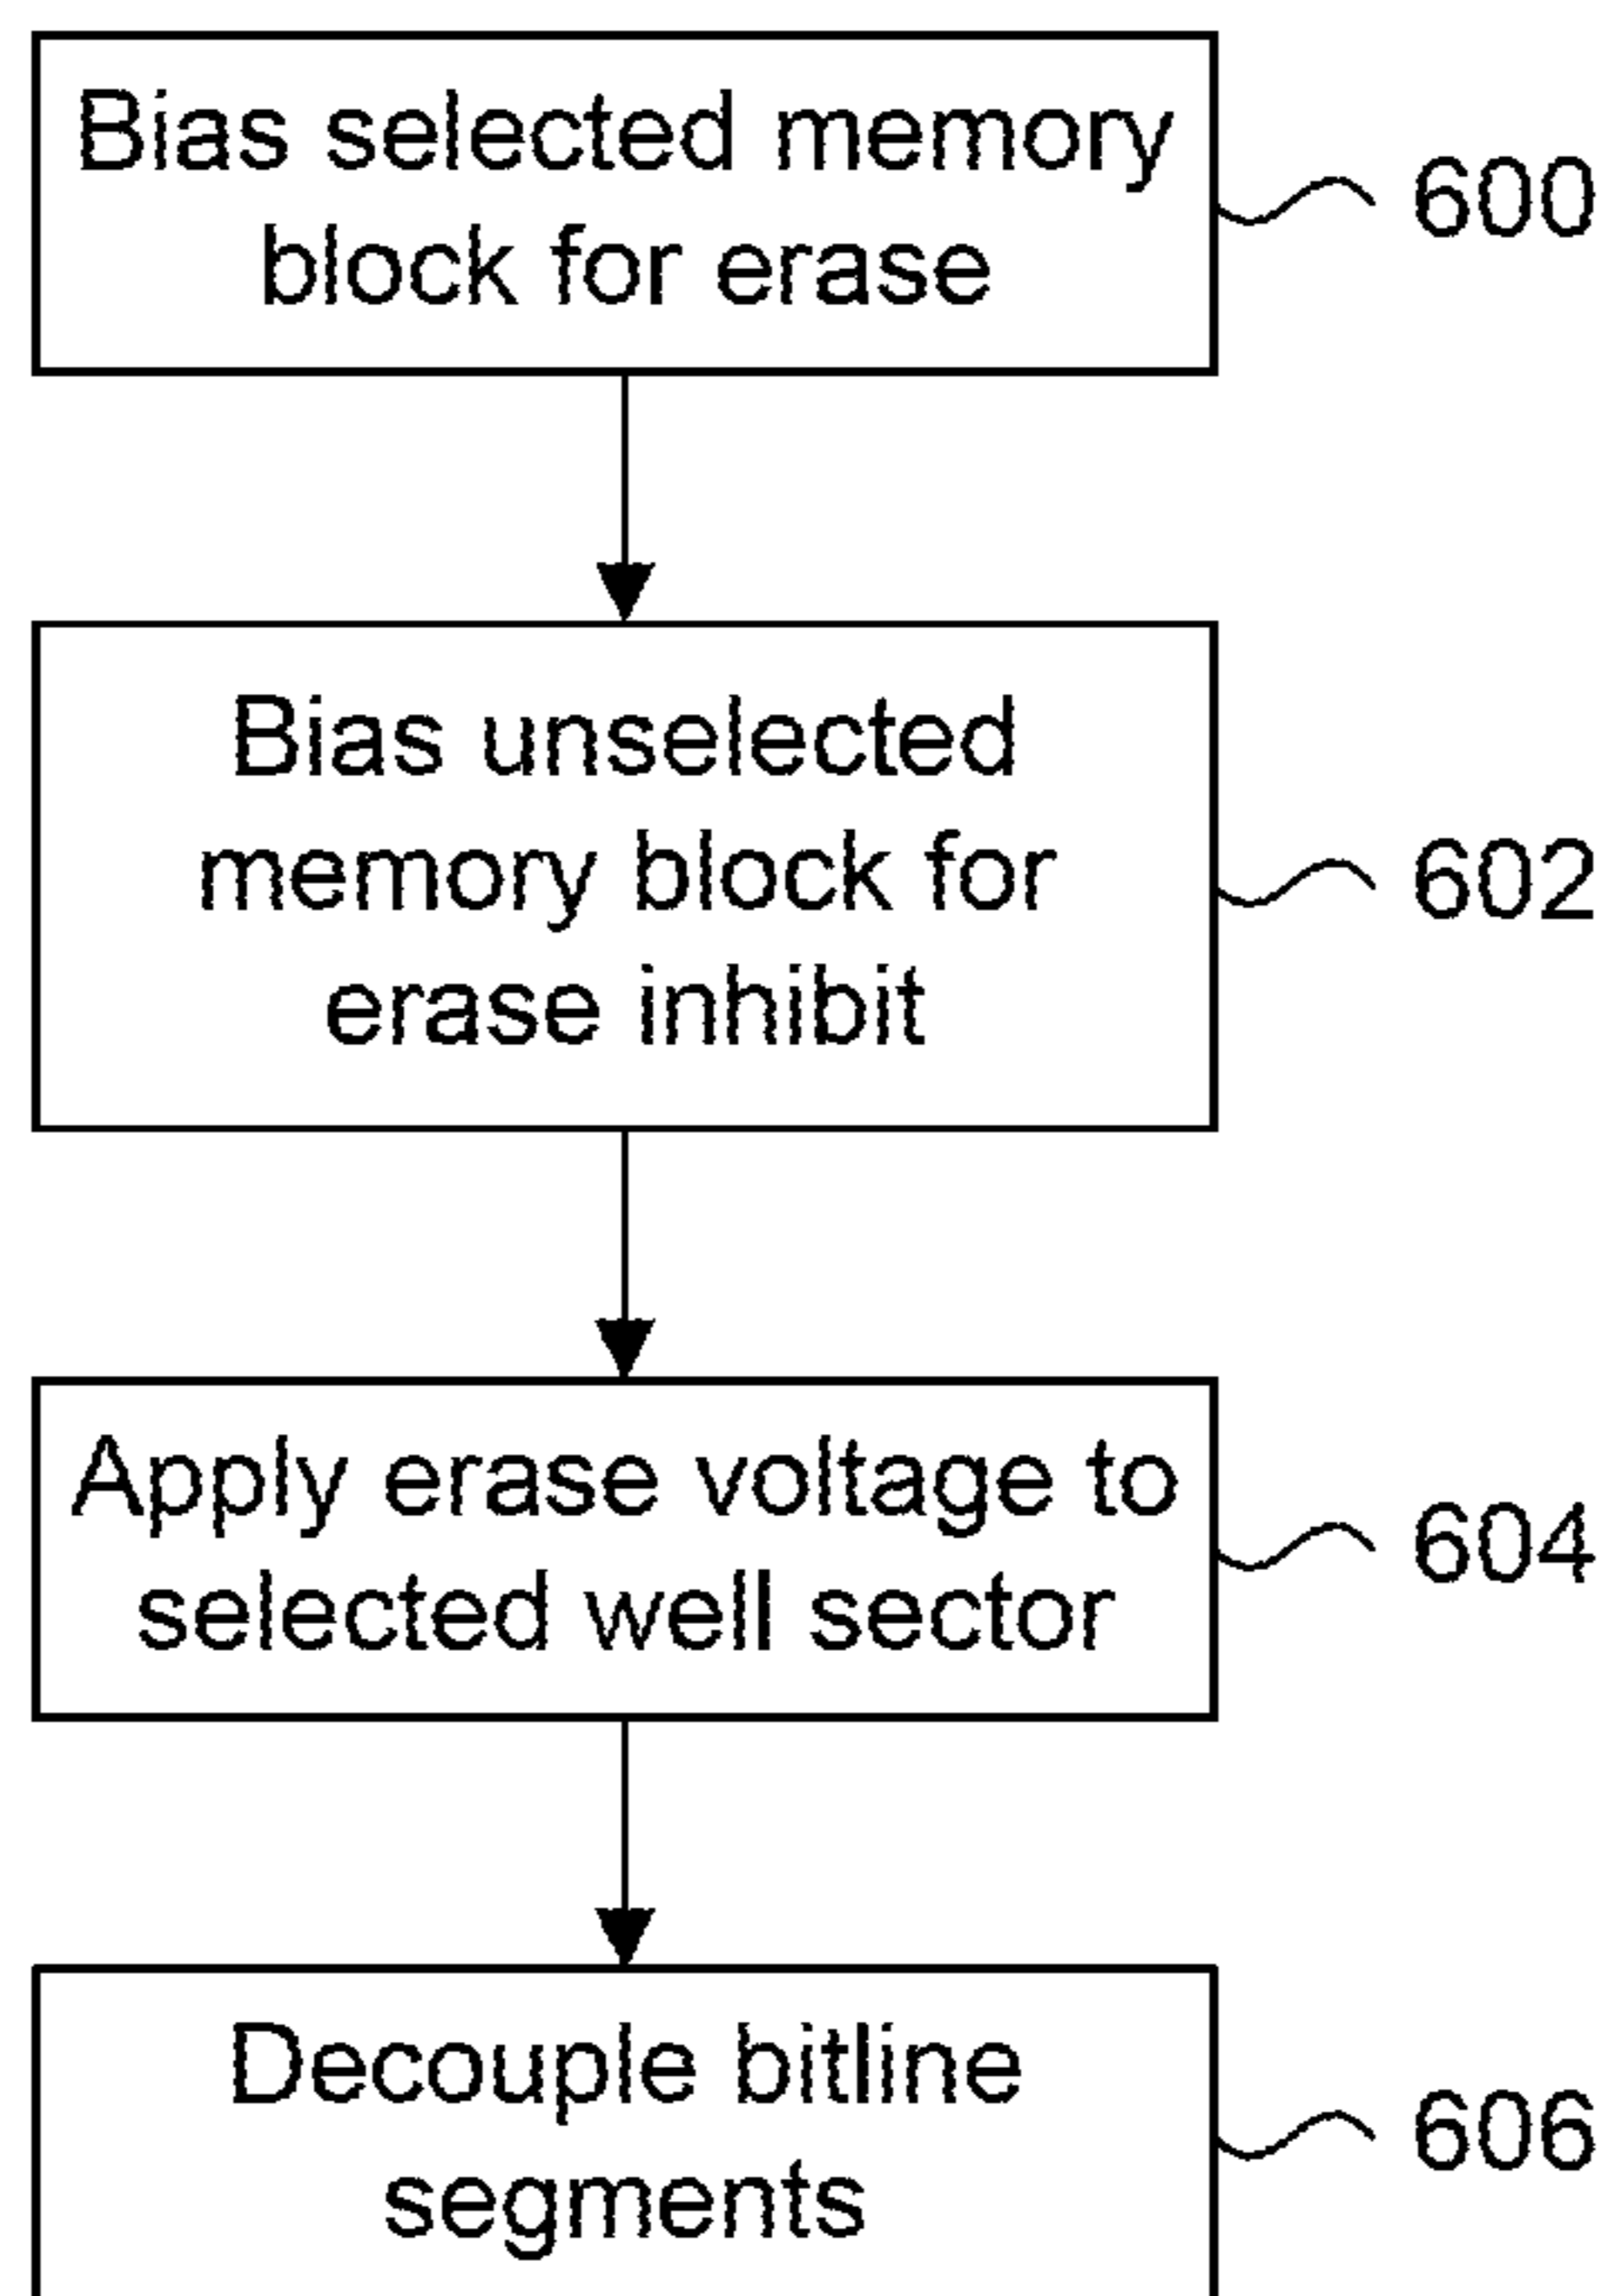 Bias selected memory
block for erase
600
Bias unselected
memory block for
erase inhibit
602
Apply erase voltage to
selected well sector
604
Decouple bitline
segments
606